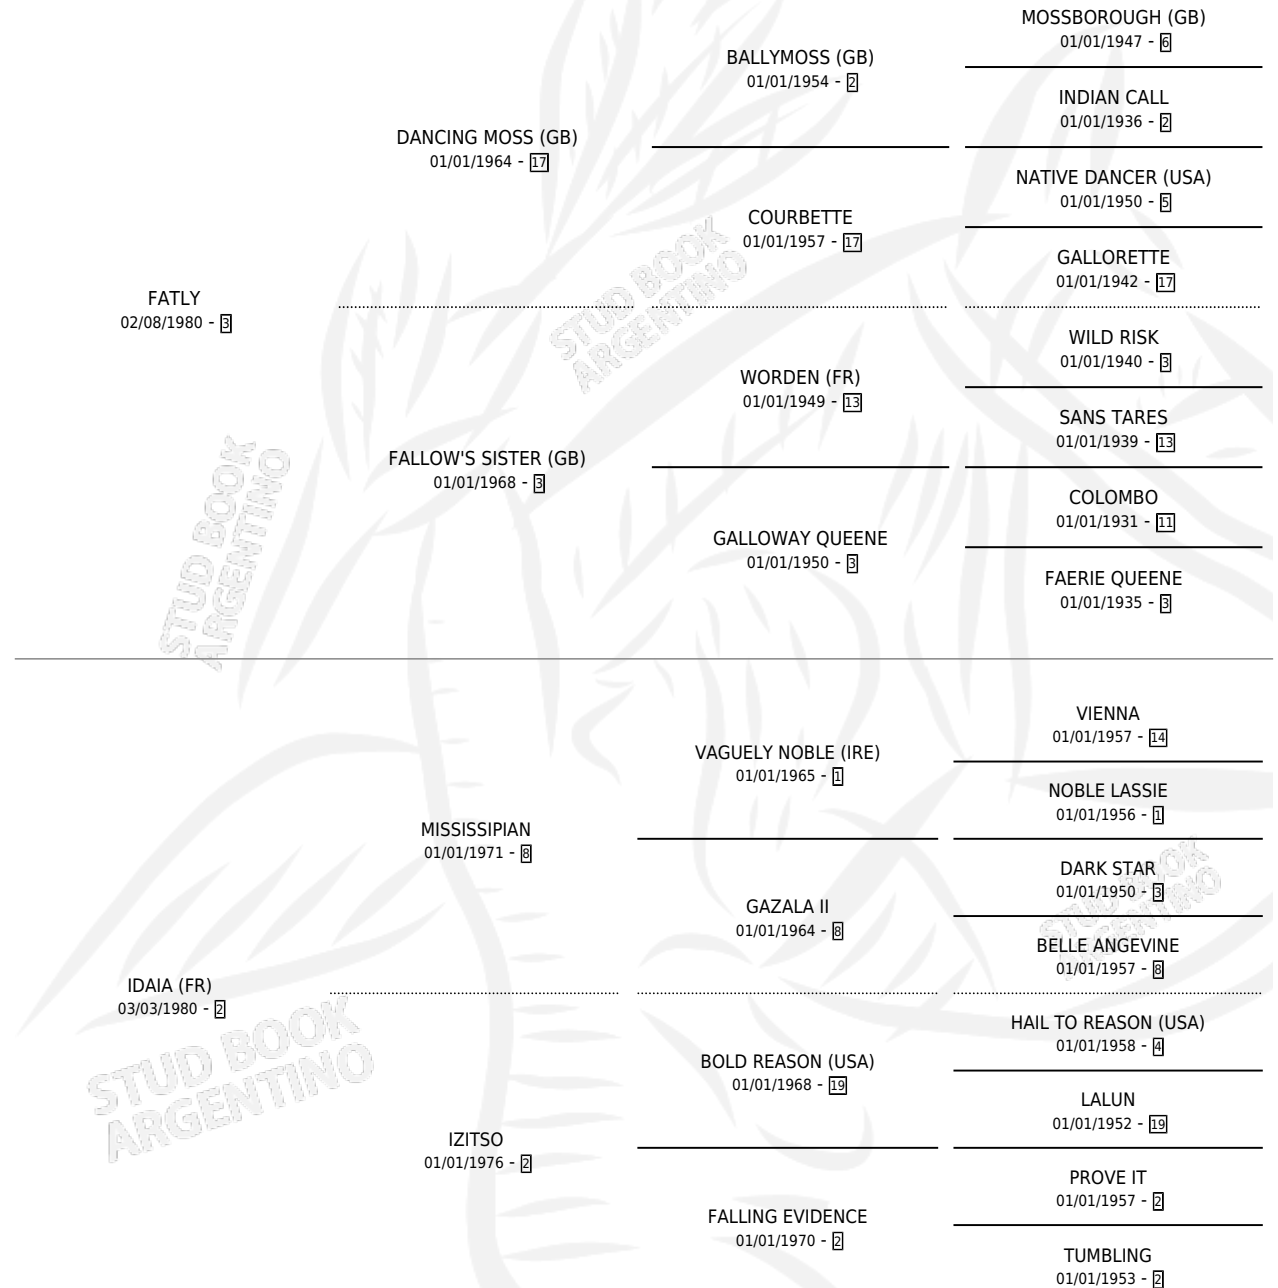 MOSSBOROUGH (GB)
01/01/1947 - 6
BALLYMOSS (GB)
01/01/1954 - 2
INDIAN CALL
01/01/1936 - 2
DANCING MOSS (GB)
01/01/1964 - 17
NATIVE DANCER (USA)
01/01/1950 - 5
COURBETTE
01/01/1957 - 17
GALLORETTE
01/01/1942 - 17
FATLY
02/08/1980 - 3
WILD RISK
01/01/1940 - 3
WORDEN (FR)
01/01/1949 - 13
SANS TARES
01/01/1939 - 13
FALLOW'S SISTER (GB)
01/01/1968 - 3
COLOMBO
01/01/1931 - 11
GALLOWAY QUEENE
01/01/1950 - 3
FAERIE QUEENE
01/01/1935 - 3
STUD BOOK
ARGENTINO
STUD BOOK
ARGENTINO
VIENNA
01/01/1957 - 14
VAGUELY NOBLE (IRE)
01/01/1965 - 1
NOBLE LASSIE
01/01/1956 - 1
MISSISSIPIAN
01/01/1971 - 8
DARK STAR
01/01/1950 - 3
GAZALA II
01/01/1964 - 8
BELLE ANGEVINE
01/01/1957 - 8
IDAIA (FR)
03/03/1980 - 2
HAIL TO REASON (USA)
01/01/1958 - 4
BOLD REASON (USA)
01/01/1968 - 19
LALUN
01/01/1952 - 19
IZITSO
01/01/1976 - 2
PROVE IT
01/01/1957 - 2
FALLING EVIDENCE
01/01/1970 - 2
TUMBLING
01/01/1953 - 2
STUD BOOK
ARGENTINO
STUD BOOK
ARGENTINO